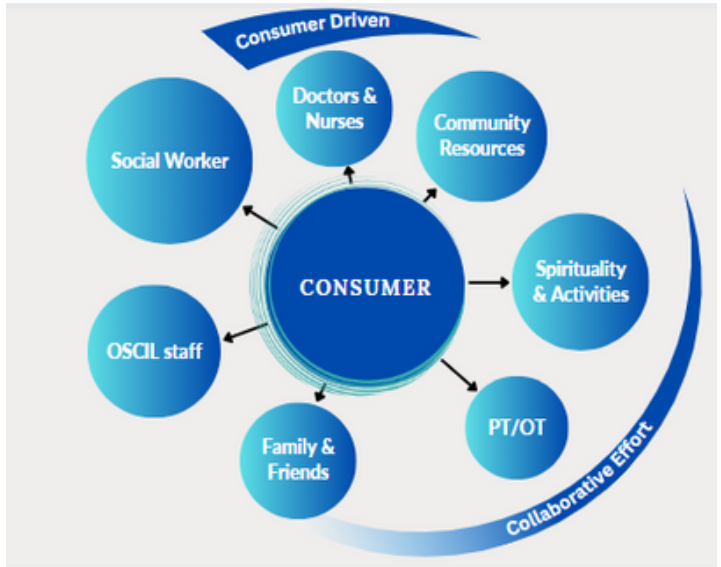 Consumer Driven
Doctors &
Nurses
Community
Resources
Social Worker
CONSUMER
Spirituality
& Activities
OSCIL staff
PT/OT
Family &
Friends
Collaborative Effort